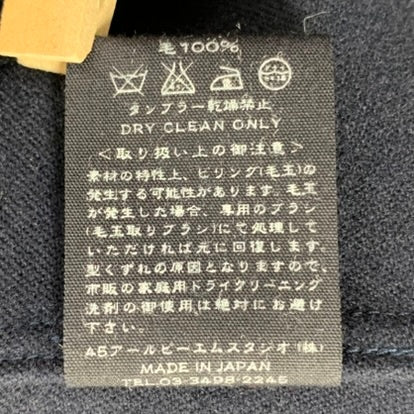 毛100%
タンブラー乾燥禁止
DRY CLEAN ONLY
＜取り扱い上の御注意＞
素材の特性上、ピリング(毛玉)の
発生する可能性があります。毛玉
が発生した場合、専用のブラシ
(毛玉取りブラシ)にて処理して
いただければ元に回復します。
型くずれの原因となりますので、
市販の家庭用ドライクリーニング
洗剤の御使用は絶対にお避け
下さい。
45アールピーエムスタジオ(株)
MADE IN JAPAN
TEL.03-3498-2245